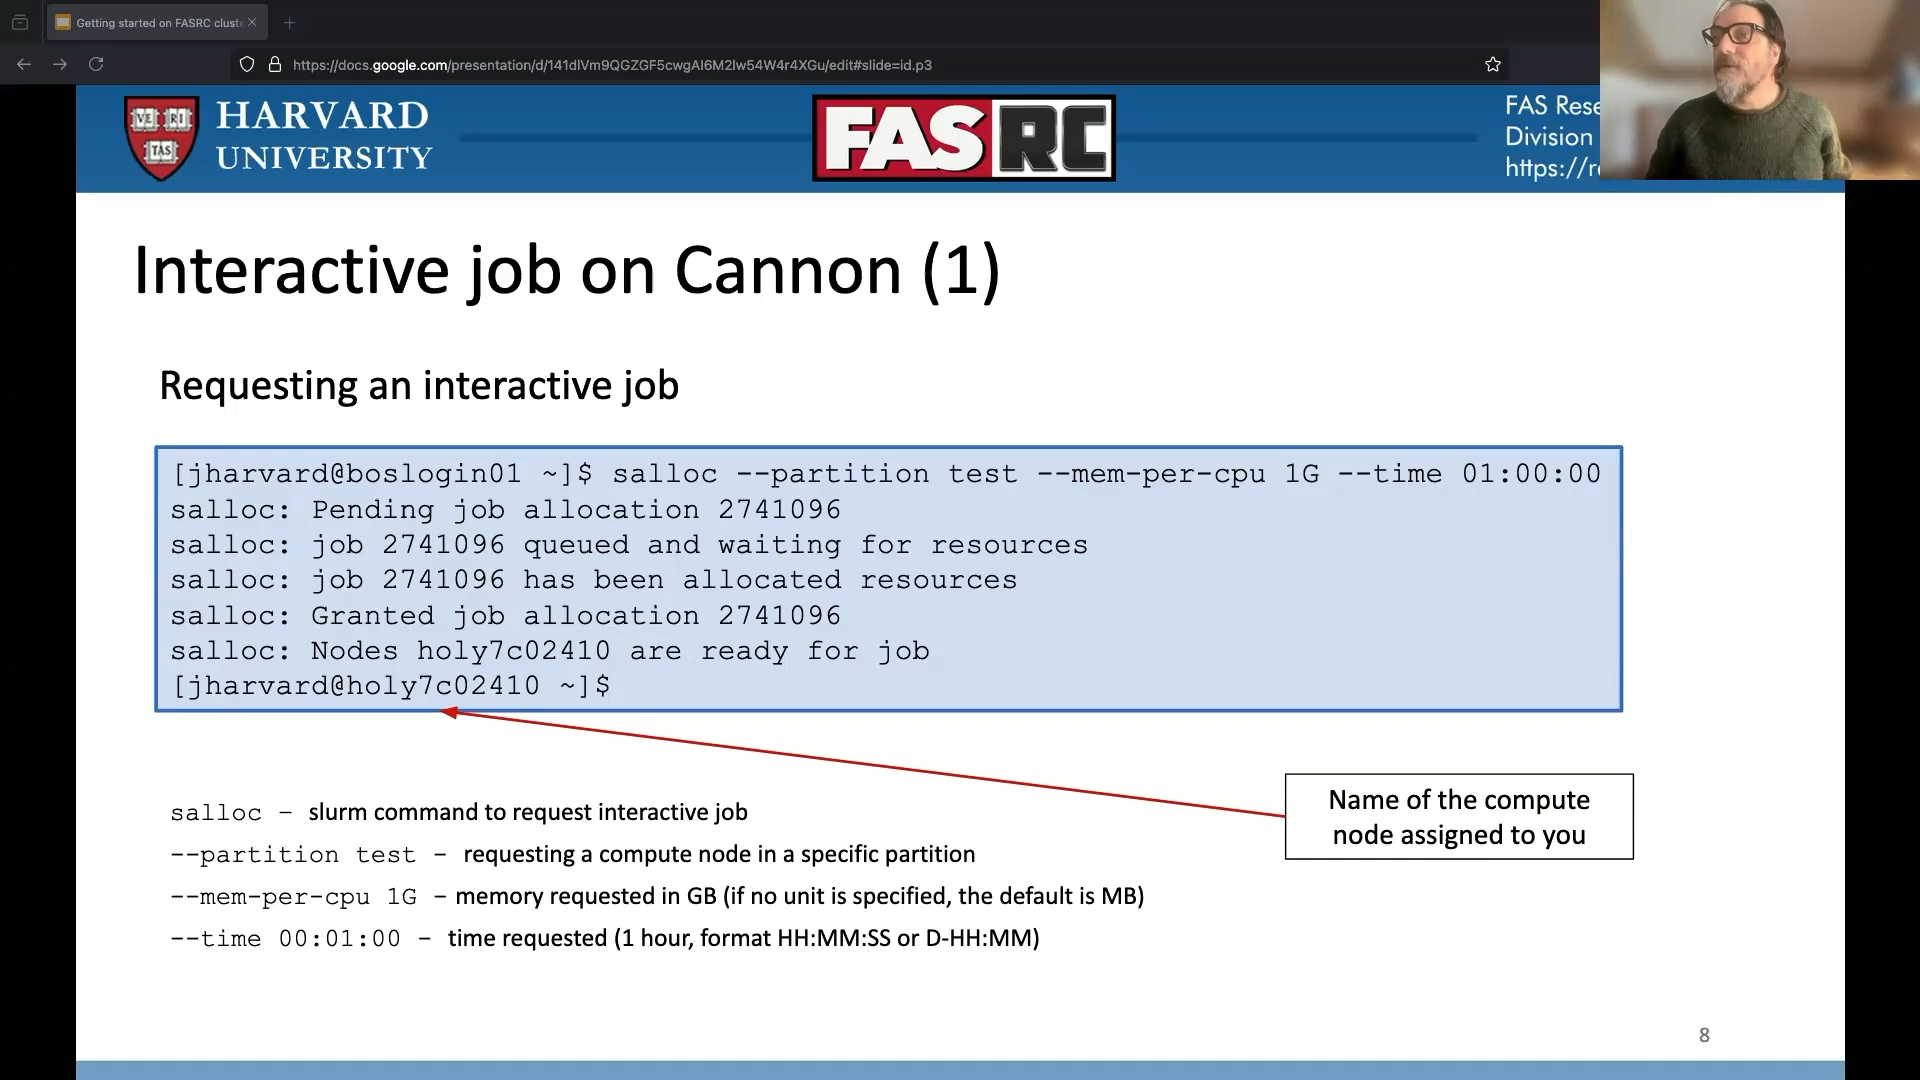 Getting started on FASRC clust
https://docs.google.com/presentation/d/141dlVm9QGZGF5cwgAI6M2Iw54W4r4XGu/edit#slide=id.p3
VE RI TAS
HARVARD
UNIVERSITY
FASRC
FAS Rese
Division
https://r
Interactive job on Cannon (1)
Requesting an interactive job
[jharvard@boslogin01 ~]$ salloc --partition test --mem-per-cpu 1G --time 01:00:00
salloc: Pending job allocation 2741096
salloc: job 2741096 queued and waiting for resources
salloc: job 2741096 has been allocated resources
salloc: Granted job allocation 2741096
salloc: Nodes holy7c02410 are ready for job
[jharvard@holy7c02410 ~]$
Name of the compute
node assigned to you
salloc – slurm command to request interactive job
--partition test – requesting a compute node in a specific partition
--mem-per-cpu 1G – memory requested in GB (if no unit is specified, the default is MB)
--time 00:01:00 – time requested (1 hour, format HH:MM:SS or D-HH:MM)
8